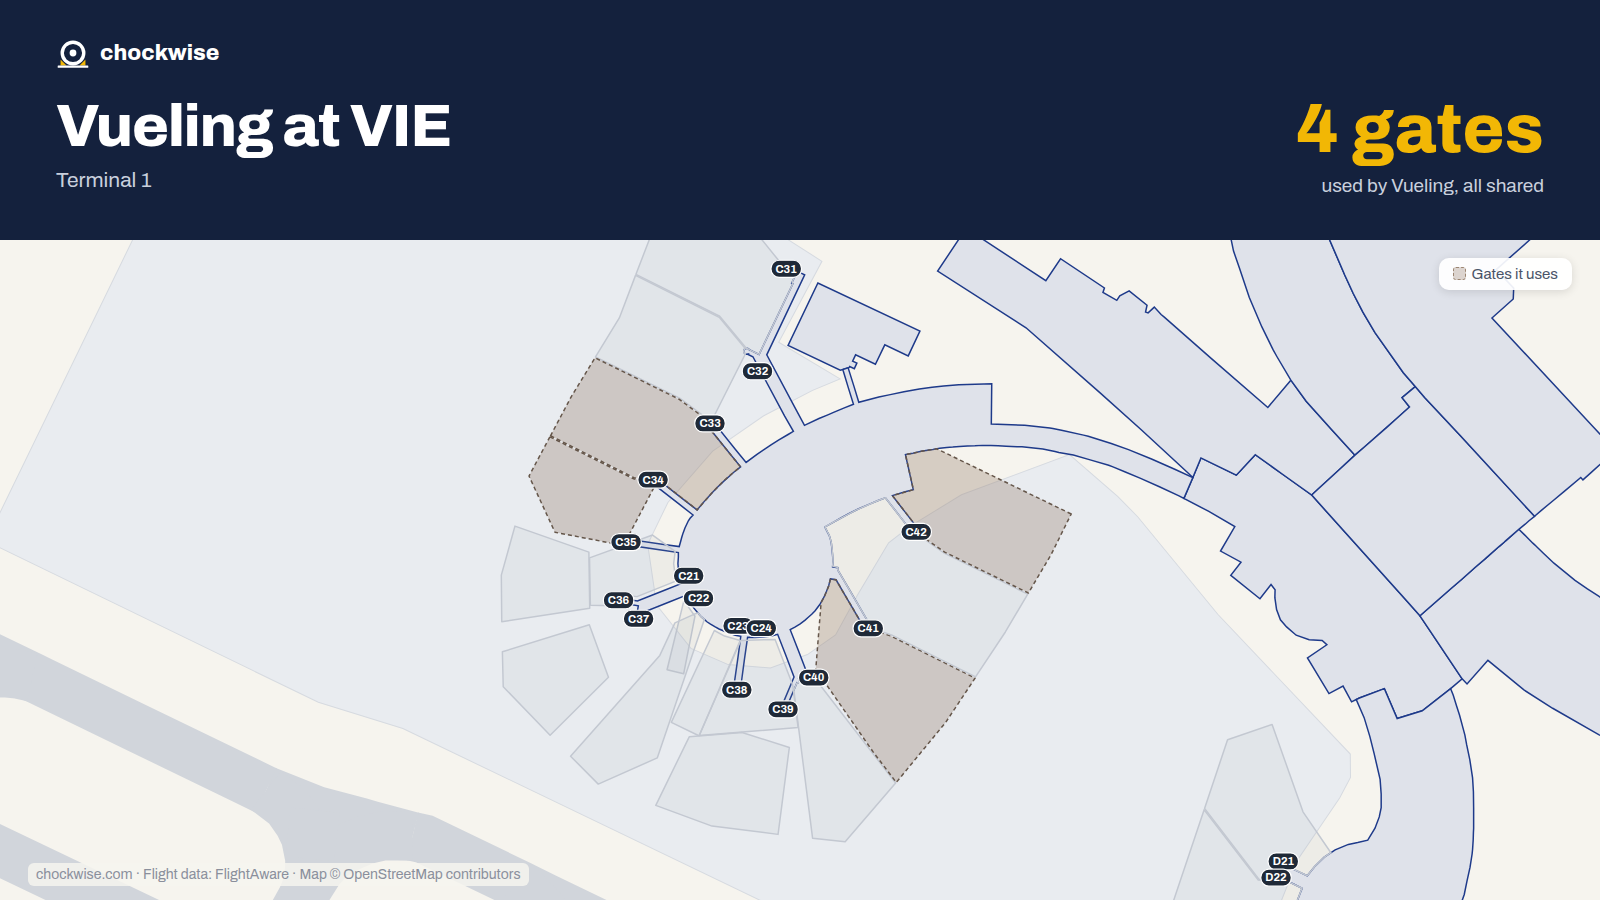 chockwise
Vueling at VIE
Terminal 1
4 gates
used by Vueling, all shared
Gates it uses
C31
C32
C33
C34
C35
C42
C21
C22
C36
C37
C23
C24
C41
C40
C38
C39
D21
D22
chockwise.com · Flight data: FlightAware · Map © OpenStreetMap contributors